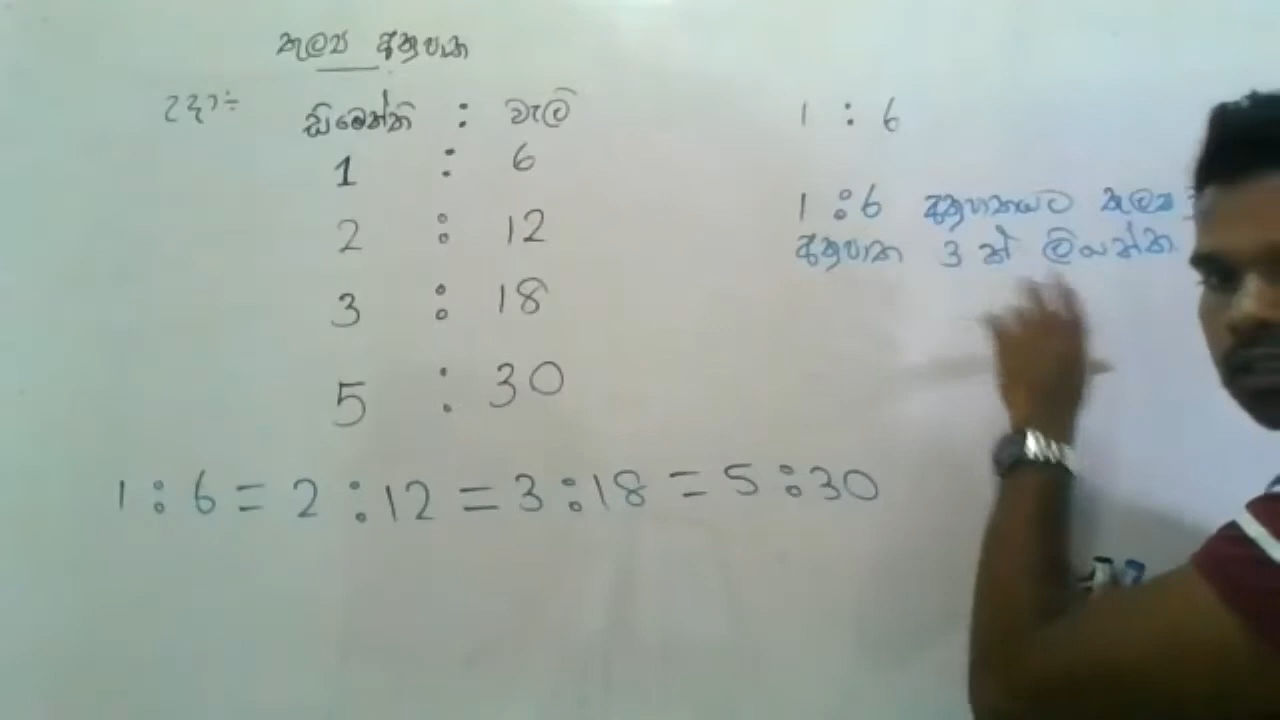 තුල්‍ය අනුපාත
උදා:-
සිමෙන්ති : වැලි
1 : 6
2 : 12
3 : 18
5 : 30
1 : 6 = 2 : 12 = 3 : 18 = 5 : 30
1 : 6
1 : 6 අනුපාතයට තුල්‍ය
අනුපාත 3 ක් ලියන්න